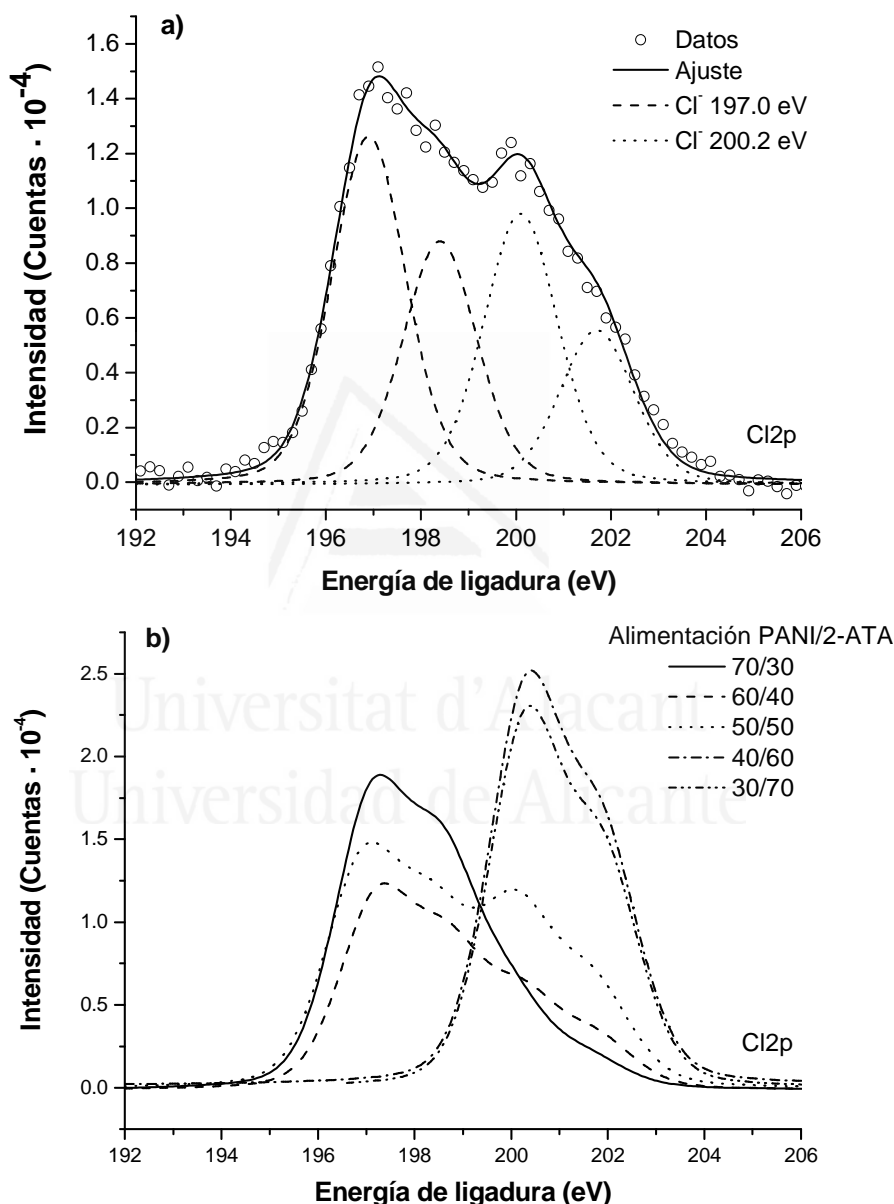 a)
Datos
Ajuste
Cl⁻ 197.0 eV
Cl⁻ 200.2 eV
Intensidad (Cuentas · 10⁻⁴)
1.6
1.4
1.2
1.0
0.8
0.6
0.4
0.2
0.0
Cl2p
192 194 196 198 200 202 204 206
Energía de ligadura (eV)
b)
Alimentación PANI/2-ATA
70/30
60/40
50/50
40/60
30/70
Intensidad (Cuentas · 10⁻⁴)
2.5
2.0
1.5
1.0
0.5
0.0
Universitat d'Alacant
Universidad de Alicante
Cl2p
192 194 196 198 200 202 204 206
Energía de ligadura (eV)